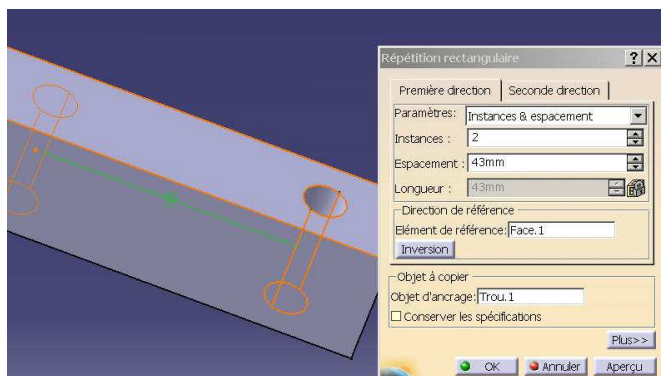 Répétition rectangulaire
Première direction Seconde direction
Paramètres: Instances & espacement
Instances : 2
Espacement : 43mm
Longueur : 43mm
Direction de référence
Elément de référence: Face.1
Inversion
Objet à copier
Objet d'ancrage: Trou.1
Conserver les spécifications
Plus>>
OK Annuler Aperçu